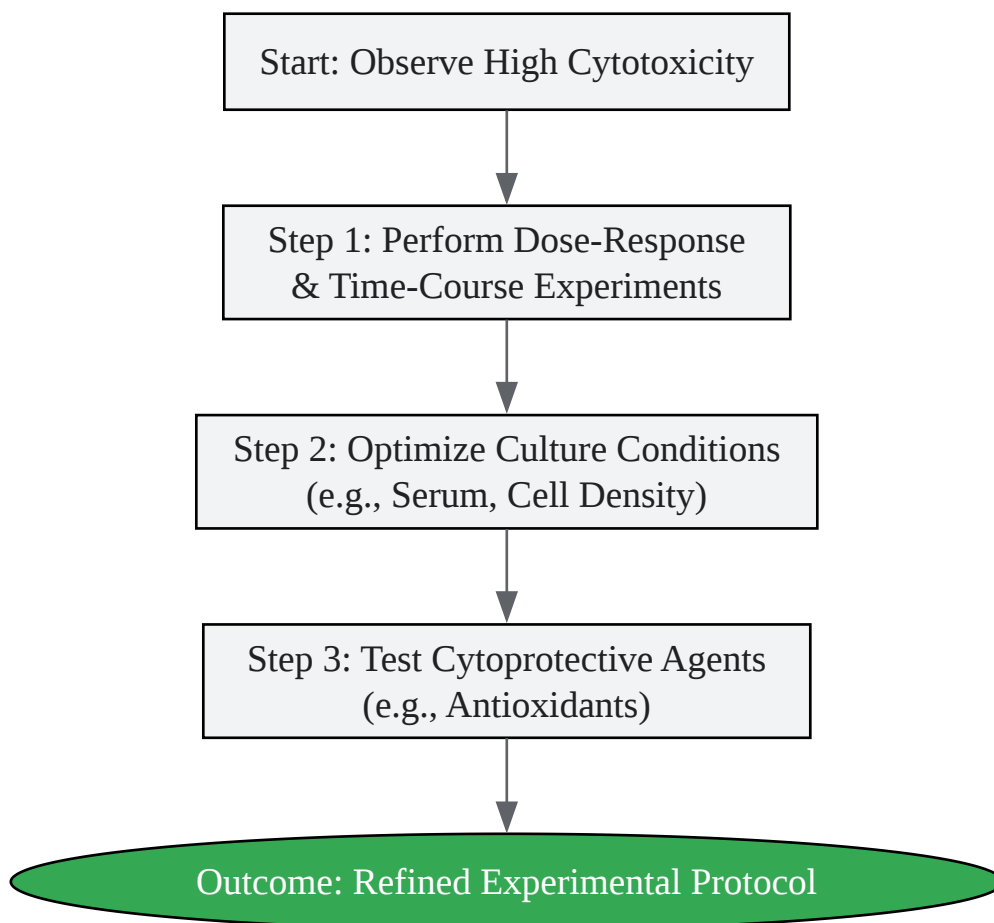 Start: Observe High Cytotoxicity
Step 1: Perform Dose-Response
& Time-Course Experiments
Step 2: Optimize Culture Conditions
(e.g., Serum, Cell Density)
Step 3: Test Cytoprotective Agents
(e.g., Antioxidants)
Outcome: Refined Experimental Protocol